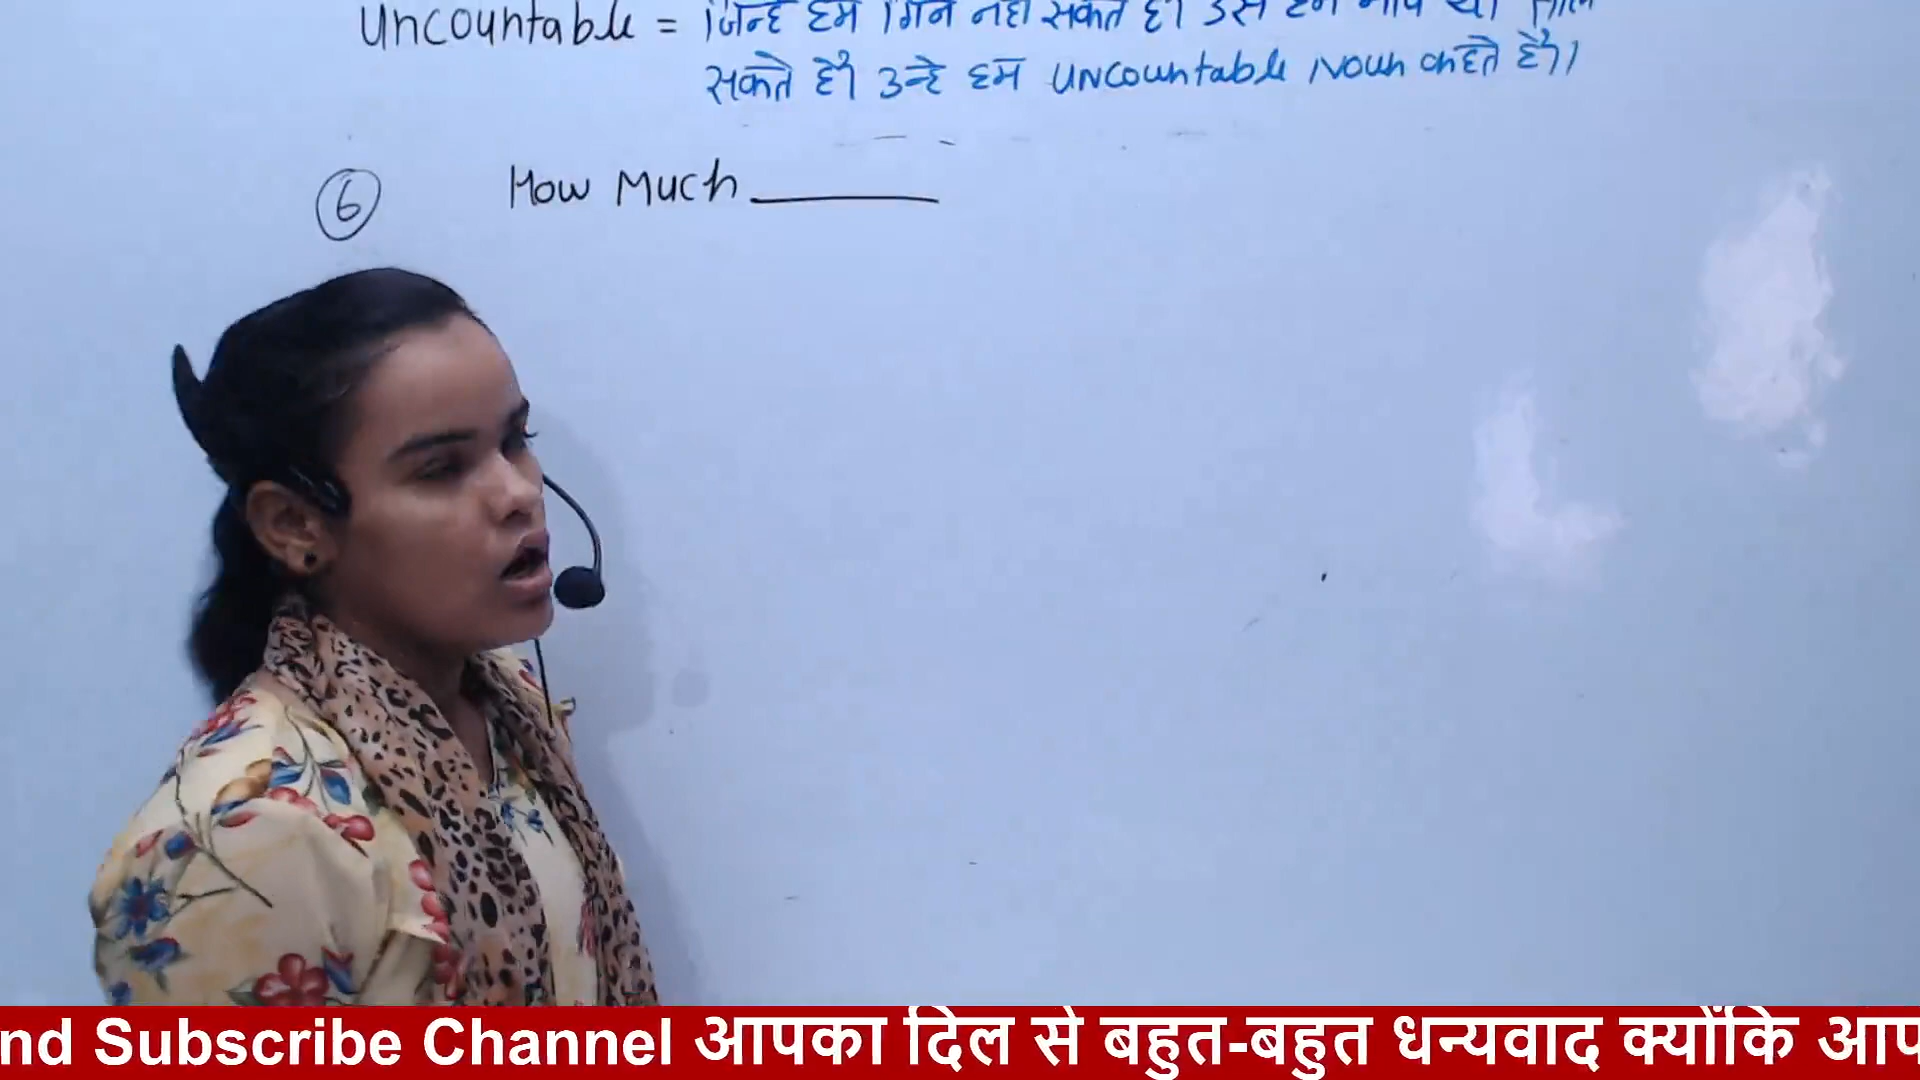 Uncountable = जिन्हें हम गिन नहीं सकते है। उसे हम माप या तोल
सकते हैं। उन्हें हम Uncountable Noun कहते हैं।
6 How Much ______
nd Subscribe Channel आपका दिल से बहुत-बहुत धन्यवाद क्योंकि आप